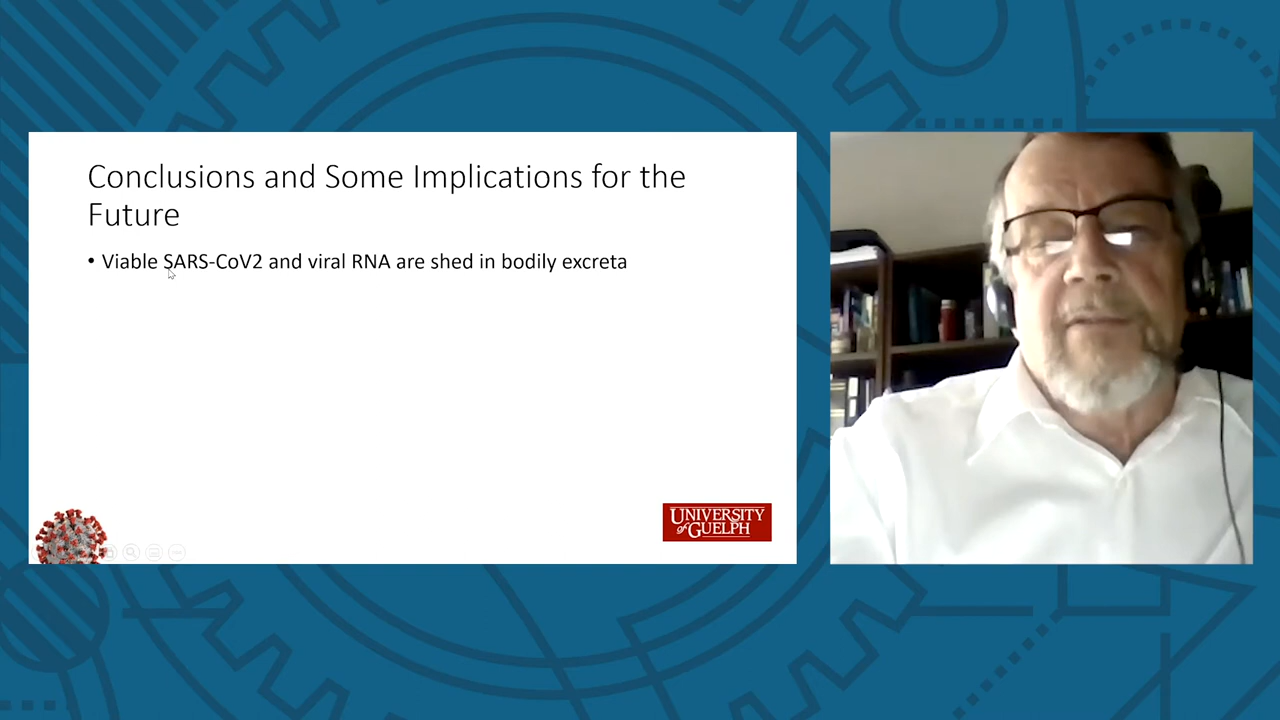 Conclusions and Some Implications for the
Future
• Viable SARS-CoV2 and viral RNA are shed in bodily excreta
UNIVERSITY
of GUELPH